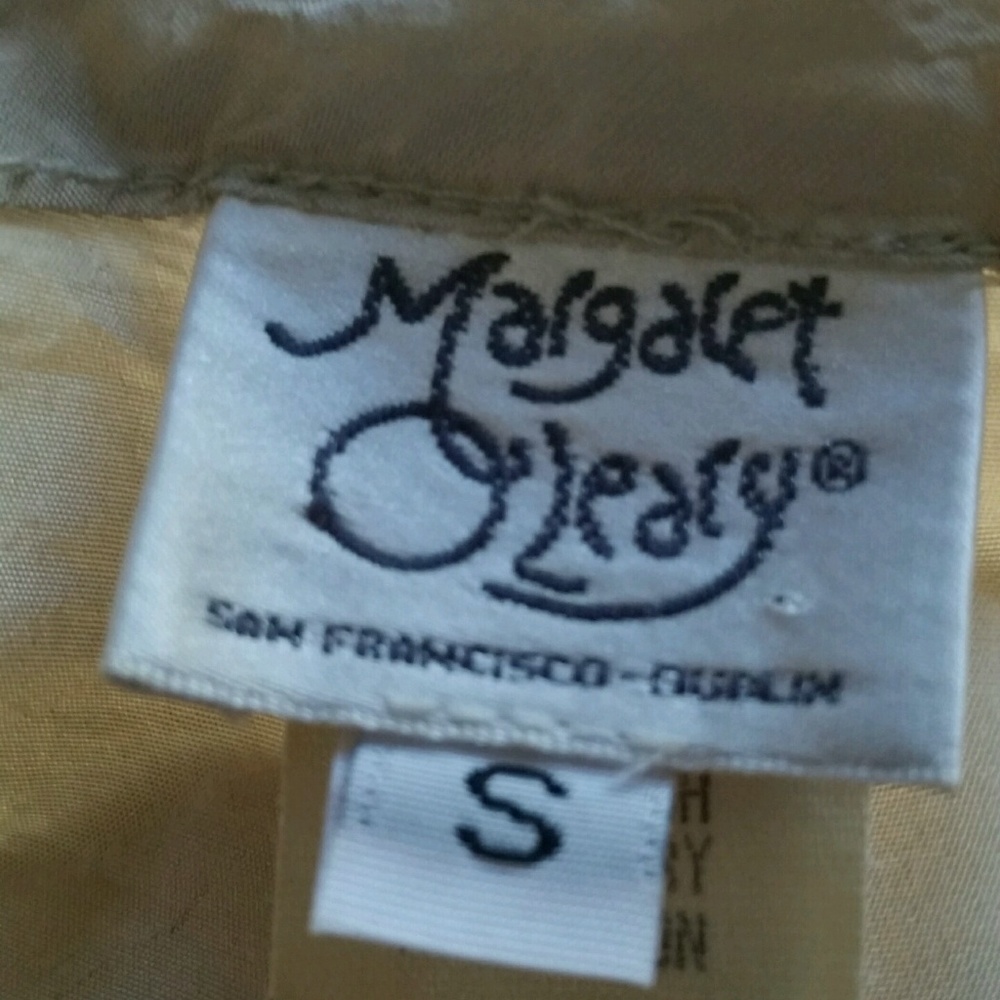 Margaret
O'Leary®
SAN FRANCISCO-DUBLIN
S